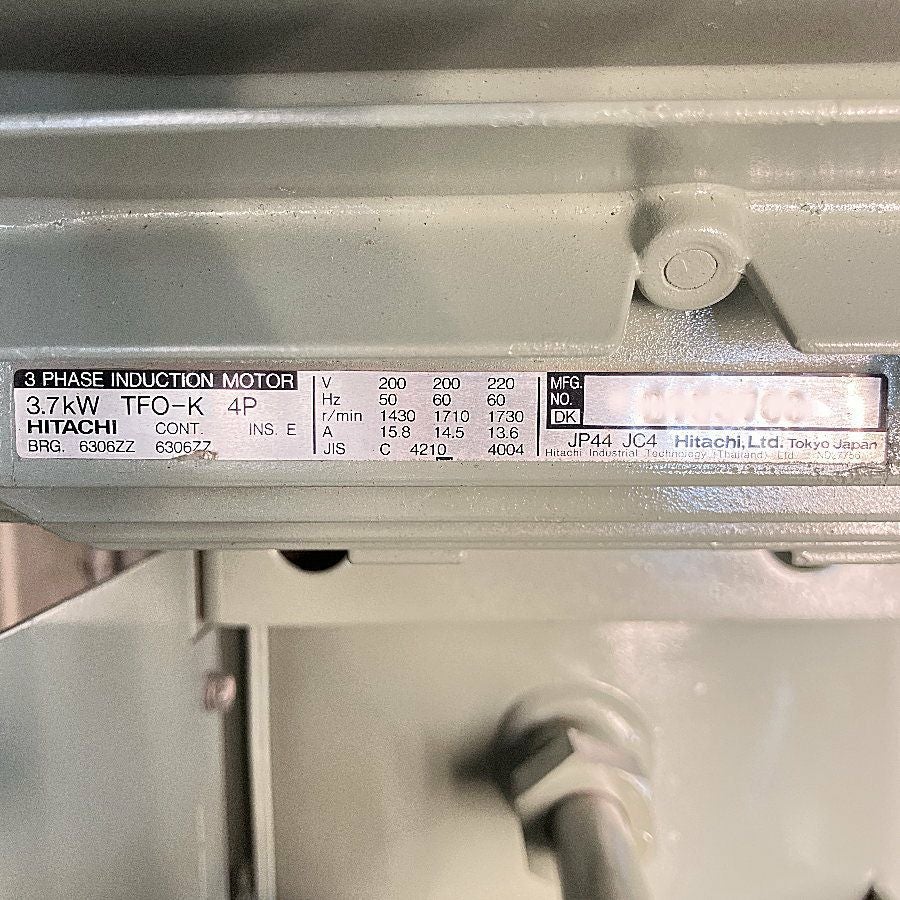 3 PHASE INDUCTION MOTOR
3.7kW TFO-K 4P
HITACHI CONT. INS. E
BRG. 6306ZZ 6306ZZ
V 200 200 220
Hz 50 60 60
r/min 1430 1710 1730
A 15.8 14.5 13.6
JIS C 4210 4004
MFG.
NO.
DK
JP44 JC4 Hitachi, Ltd. Tokyo Japan
Hitachi Industrial Technology (Thailand) Ltd.